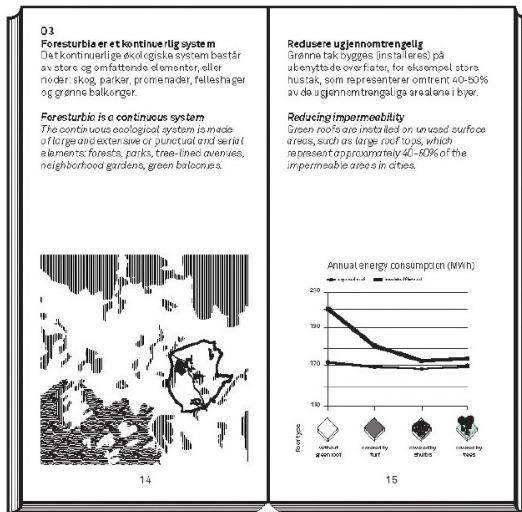 03
Foresturbia er et kontinuerlig system
Det kontinuerlige økologiske system består
av store og omfattende elementer, eller
noder: skog, parker, promenader, felleshager
og grønne balkonger.
Foresturbia is a continuous system
The continuous ecological system is made
of large and extensive or punctual and serial
elements: forests, parks, tree-lined avenues,
neighborhood gardens, green balconies.
14
Redusere ugjennomtrengelig
Grønne tak bygges (installeres) på
ubenyttede overflater, for eksempel store
hustak, som representerer omtrent 40-50%
av de ugjennomtrengelige arealene i byer.
Reducing impermeability
Green roofs are installed on unused surface
areas, such as large roof tops, which
represent approximately 40-50% of the
impermeable areas in cities.
Annual energy consumption (MWh)
210
190
170
Roof type
without
green roof
covered by
turf
covered by
shurbs
covered by
trees
15